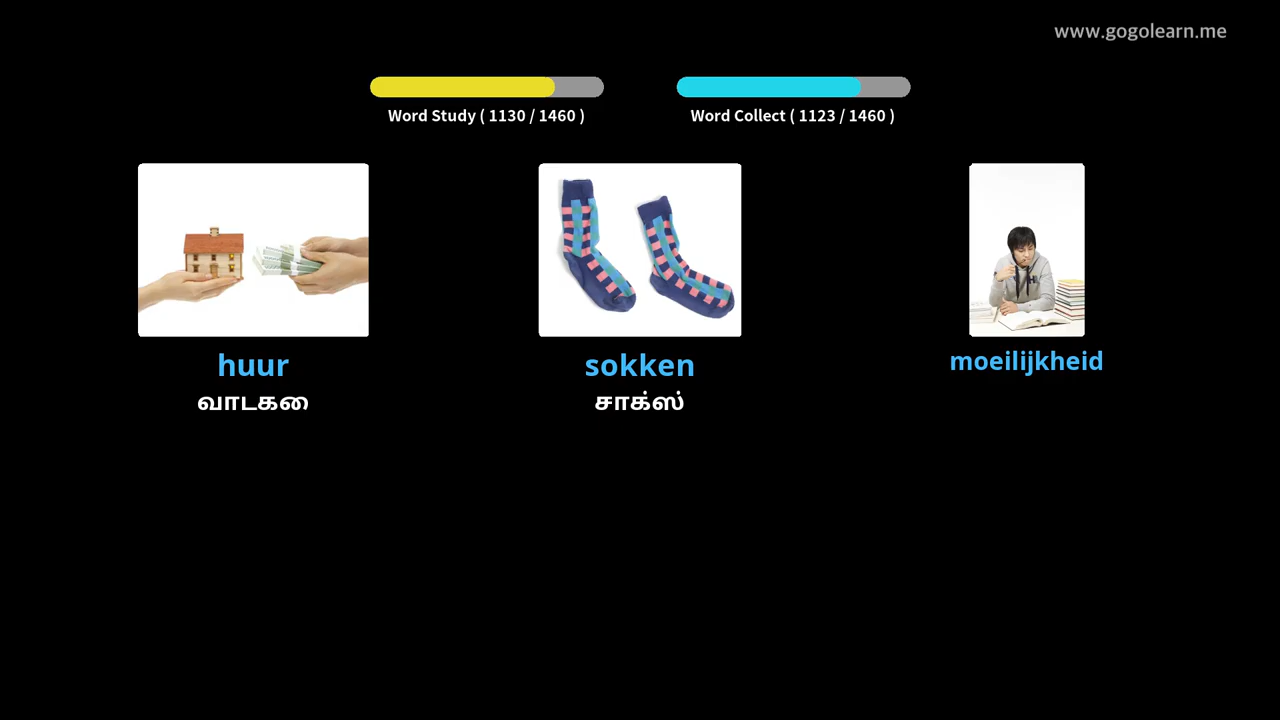 www.gogolearn.me
Word Study ( 1130 / 1460 )
Word Collect ( 1123 / 1460 )
huur
வாடகை
sokken
சாக்ஸ்
moeilijkheid